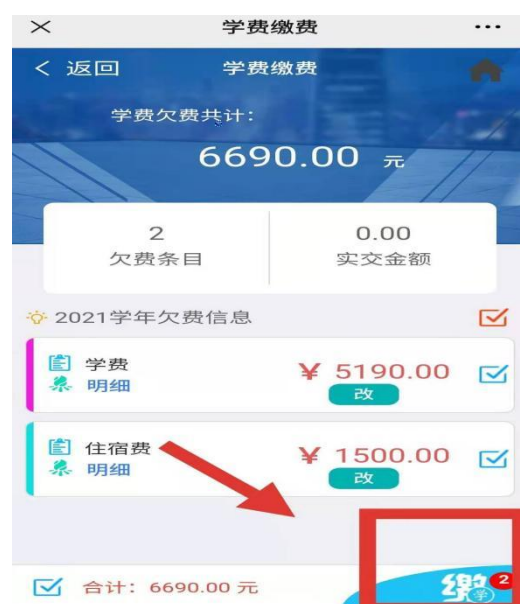 学费缴费
返回 学费缴费
学费欠费共计:
6690.00 元
2 0.00
欠费条目 实交金额
2021学年欠费信息
学费 ¥ 5190.00
明细 改
住宿费 ¥ 1500.00
明细 改
合计: 6690.00 元 缴 2
学